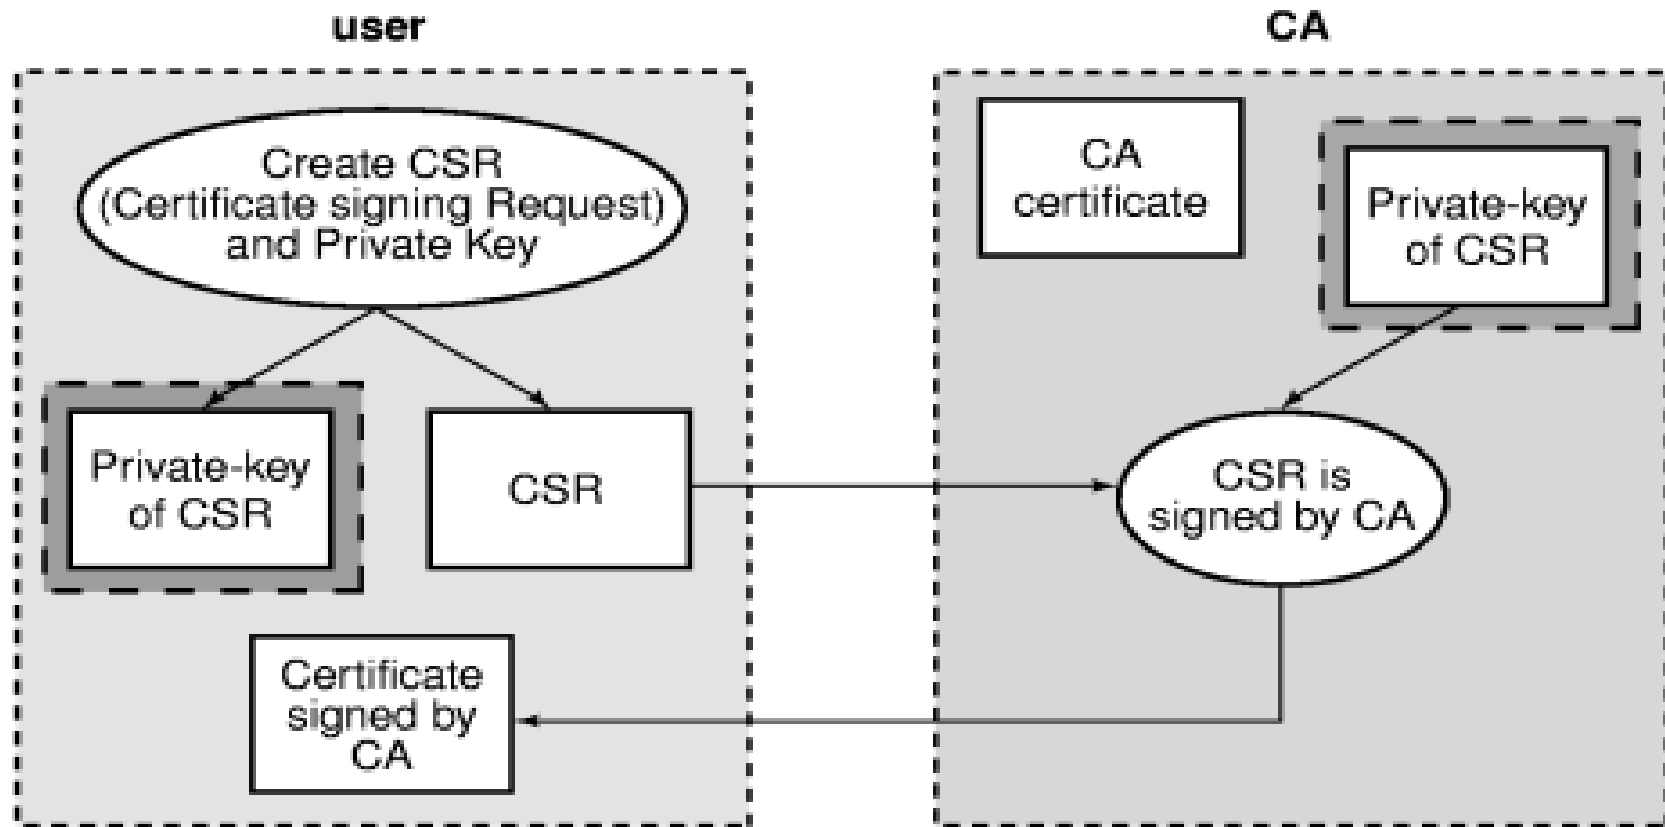 user
Create CSR
(Certificate signing Request)
and Private Key
Private-key
of CSR
CSR
Certificate
signed by
CA
CA
CA
certificate
Private-key
of CSR
CSR is
signed by CA